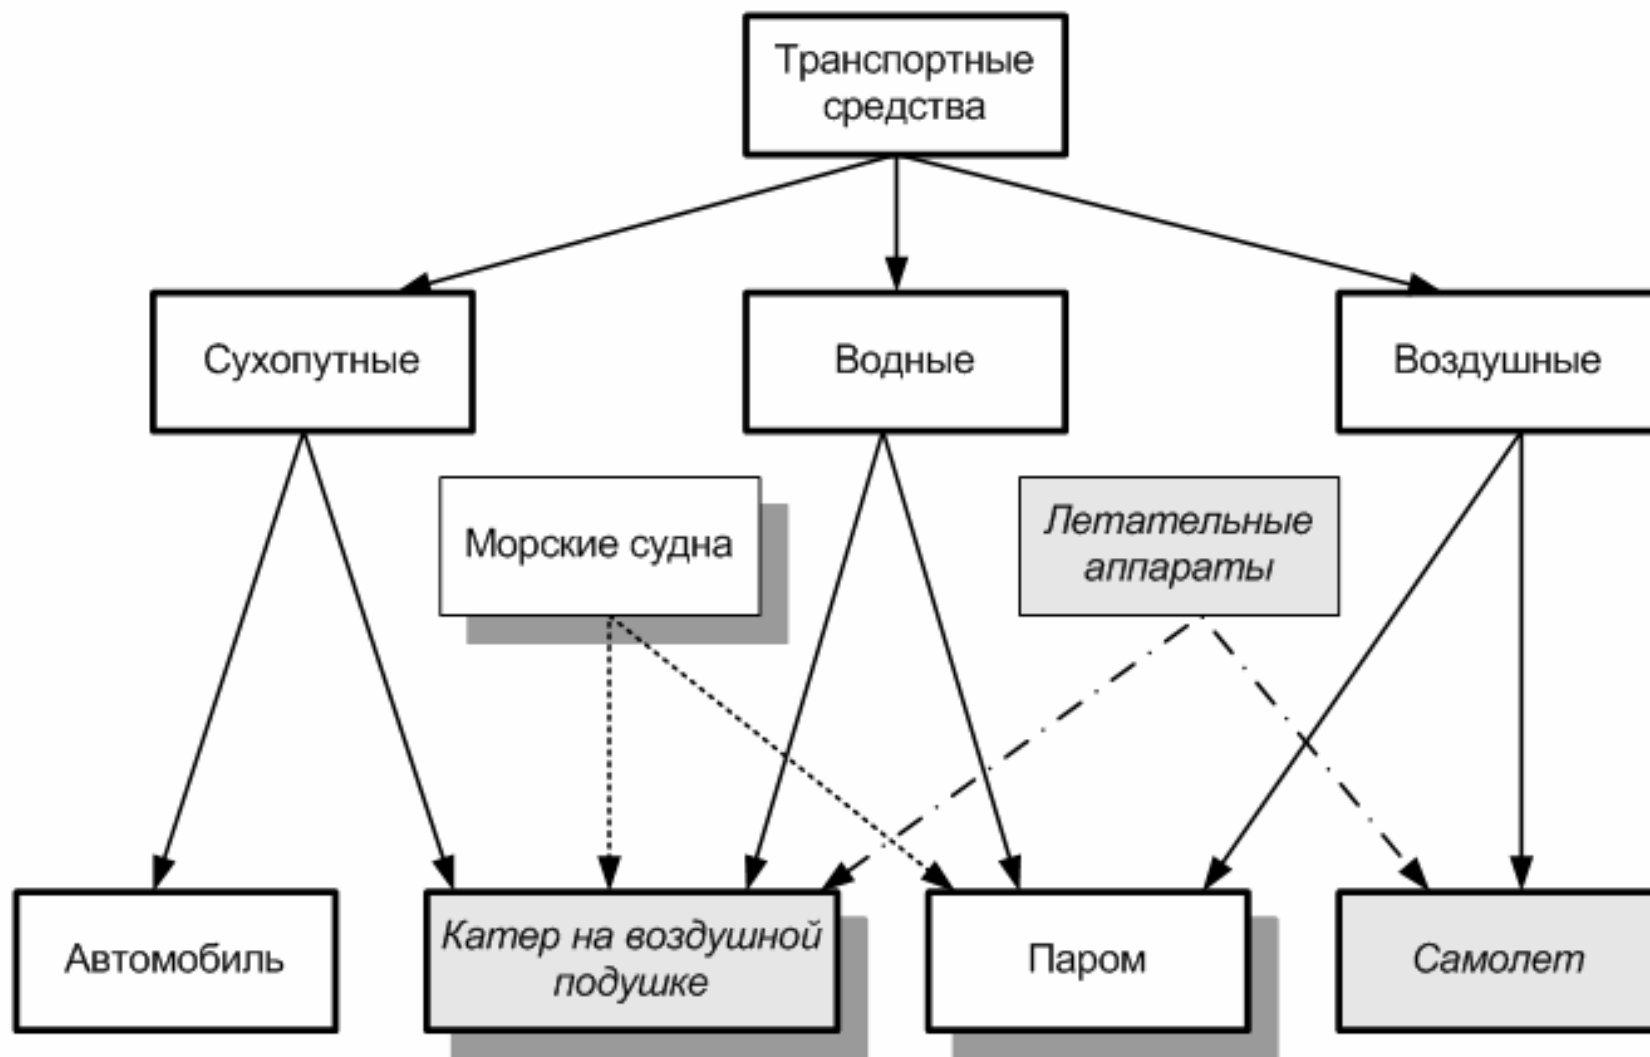 Транспортные
средства
Сухопутные
Водные
Воздушные
Морские судна
Летательные
аппараты
Автомобиль
Катер на воздушной
подушке
Паром
Самолет